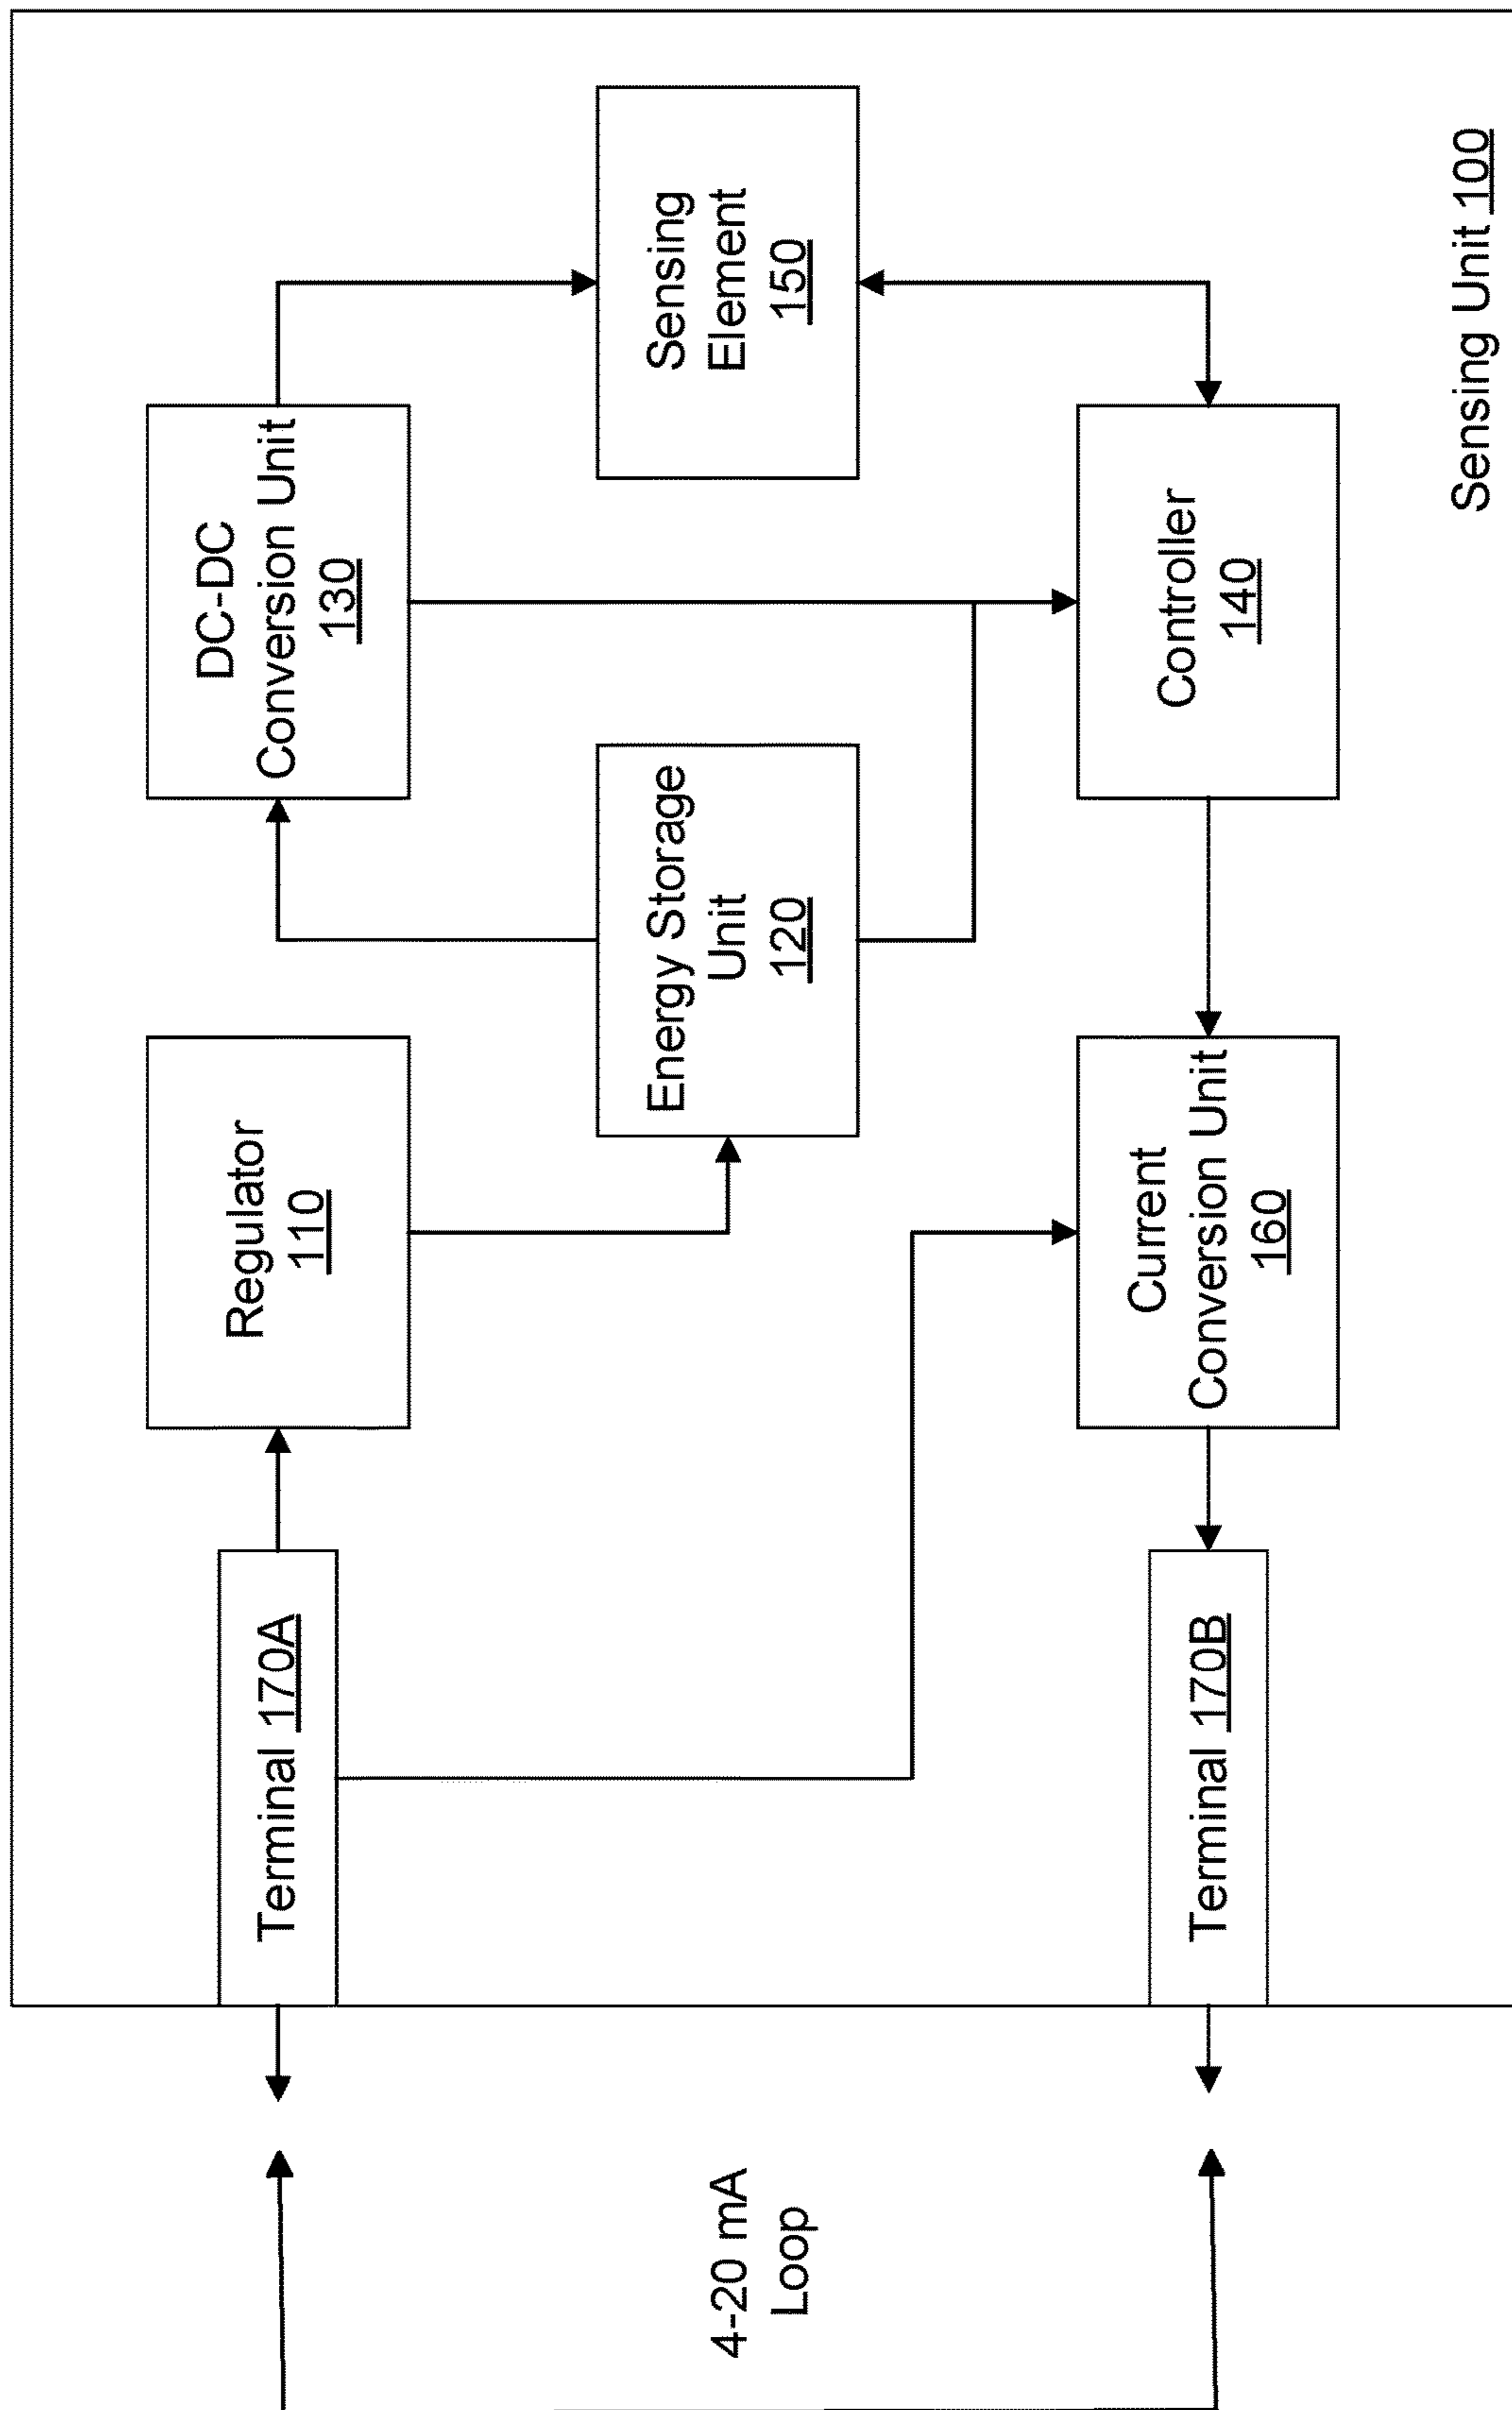 Terminal 170A
Regulator
110
DC-DC
Conversion Unit
130
4-20 mA
Loop
Energy Storage
Unit
120
Sensing
Element
150
Terminal 170B
Current
Conversion Unit
160
Controller
140
Sensing Unit 100